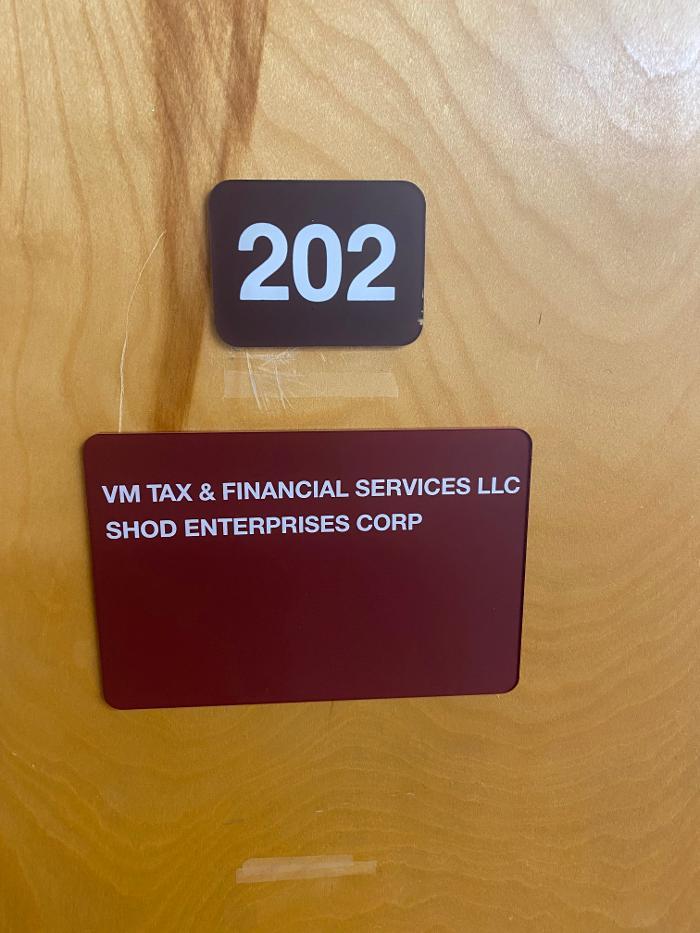 202
VM TAX & FINANCIAL SERVICES LLC
SHOD ENTERPRISES CORP